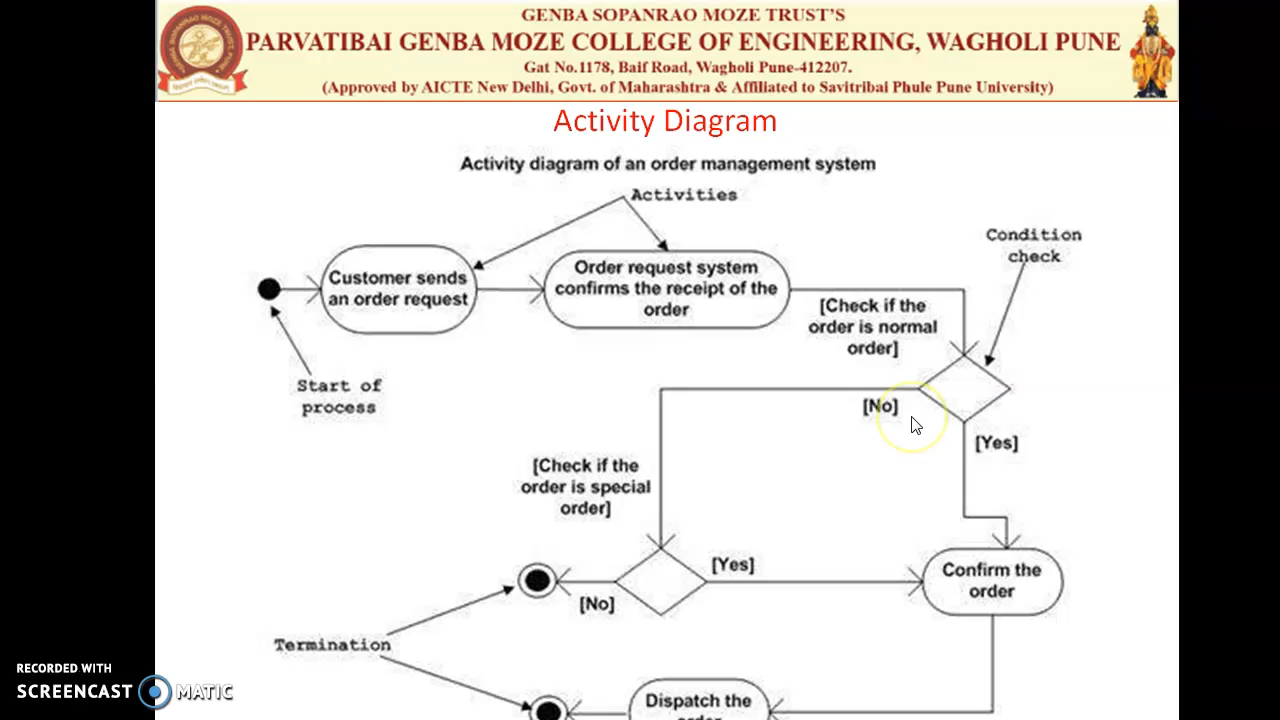 GENBA SOPANRAO MOZE TRUST'S
PARVATIBAI GENBA MOZE COLLEGE OF ENGINEERING, WAGHOLI PUNE
Gat No.1178, Baif Road, Wagholi Pune-412207.
(Approved by AICTE New Delhi, Govt. of Maharashtra & Affiliated to Savitribai Phule Pune University)
Activity Diagram
Activity diagram of an order management system
Activities
Condition
check
Customer sends
an order request
Order request system
confirms the receipt of the
order
[Check if the
order is normal
order]
Start of
process
[No]
[Yes]
[Check if the
order is special
order]
[Yes]
[No]
Confirm the
order
Termination
Dispatch the
RECORDED WITH
SCREENCAST MATIC